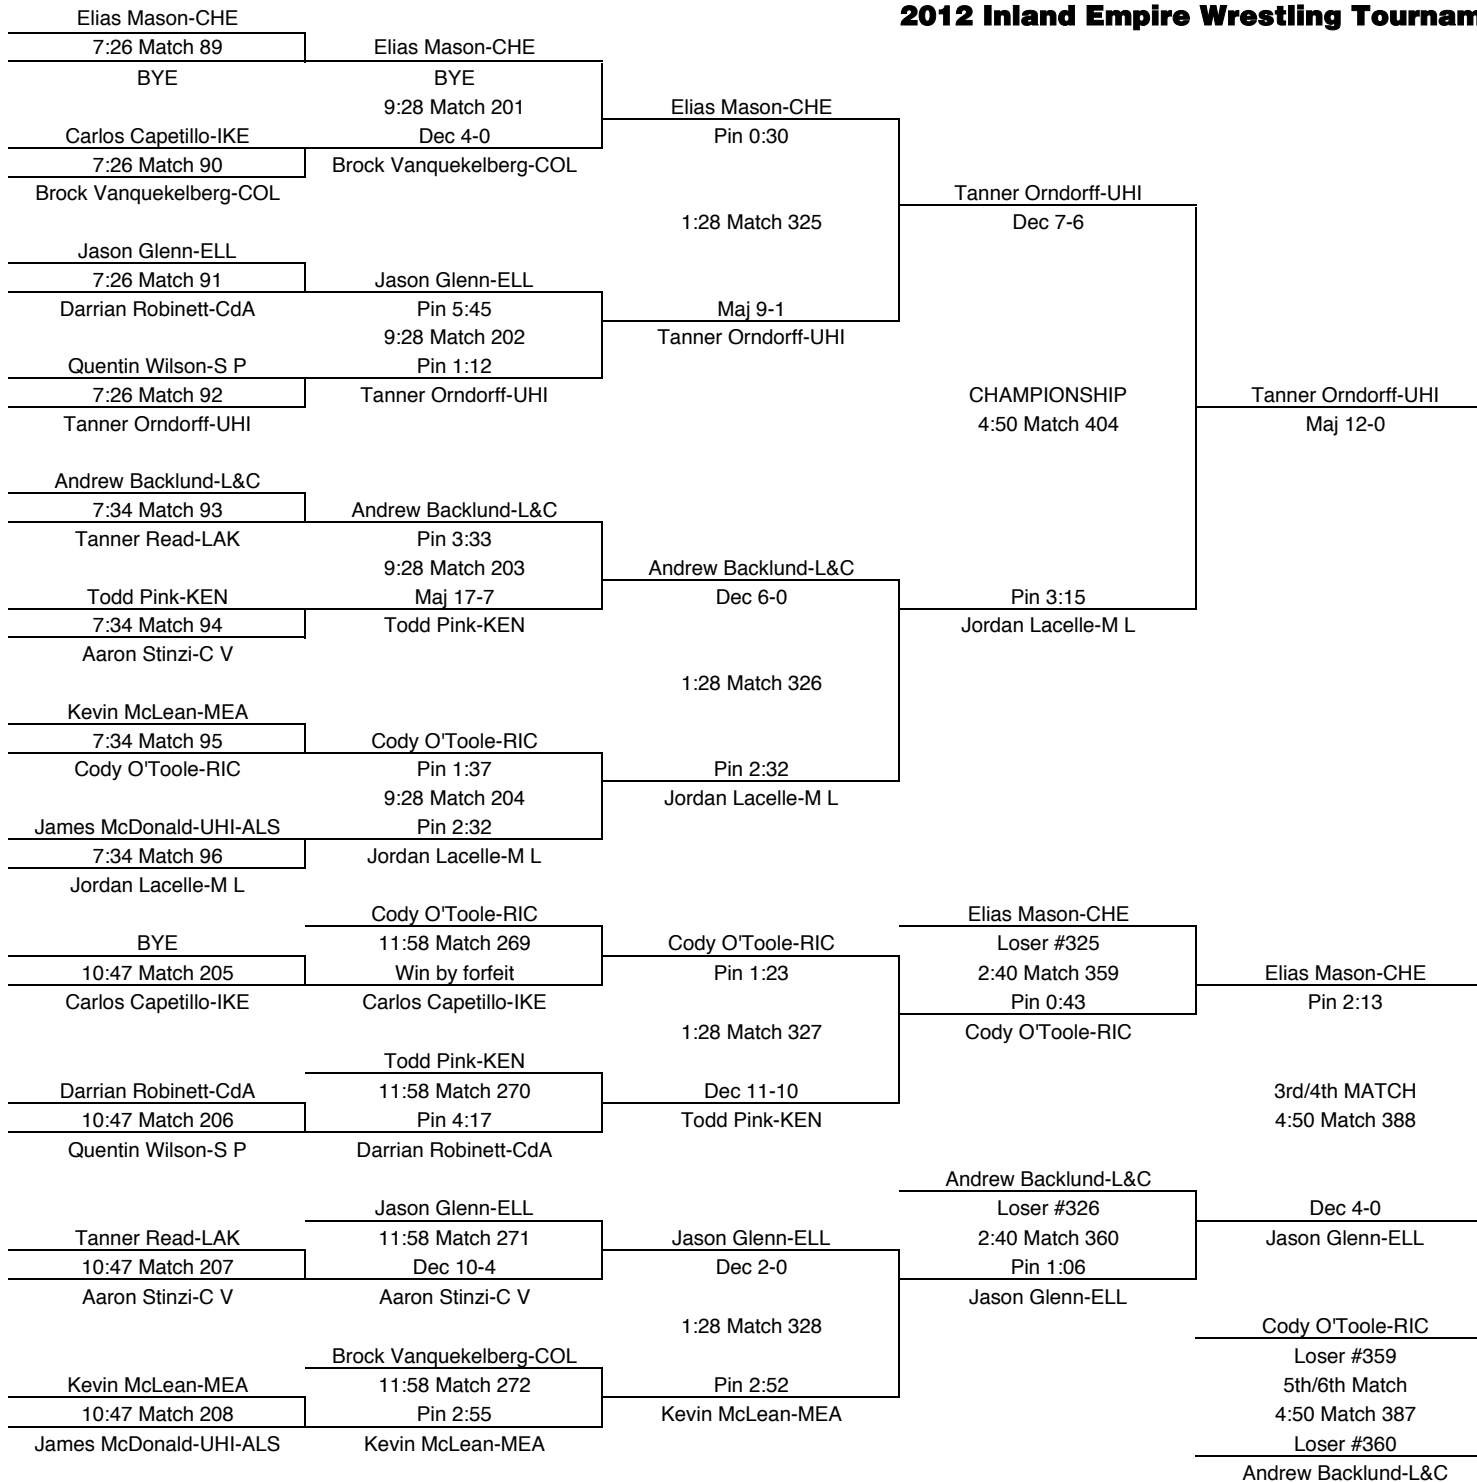 2012 Inland Empire Wrestling Tournam
Elias Mason-CHE
7:26 Match 89
BYE
Carlos Capetillo-IKE
7:26 Match 90
Brock Vanquekelberg-COL
Jason Glenn-ELL
7:26 Match 91
Darrian Robinett-CdA
Quentin Wilson-S P
7:26 Match 92
Tanner Orndorff-UHI
Andrew Backlund-L&C
7:34 Match 93
Tanner Read-LAK
Todd Pink-KEN
7:34 Match 94
Aaron Stinzi-C V
Kevin McLean-MEA
7:34 Match 95
Cody O'Toole-RIC
James McDonald-UHI-ALS
7:34 Match 96
Jordan Lacelle-M L
Elias Mason-CHE
BYE
9:28 Match 201
Dec 4-0
Brock Vanquekelberg-COL
Jason Glenn-ELL
Pin 5:45
9:28 Match 202
Pin 1:12
Tanner Orndorff-UHI
Andrew Backlund-L&C
Pin 3:33
9:28 Match 203
Maj 17-7
Todd Pink-KEN
Cody O'Toole-RIC
Pin 1:37
9:28 Match 204
Pin 2:32
Jordan Lacelle-M L
Elias Mason-CHE
Pin 0:30
1:28 Match 325
Maj 9-1
Tanner Orndorff-UHI
Andrew Backlund-L&C
Dec 6-0
1:28 Match 326
Pin 2:32
Jordan Lacelle-M L
Tanner Orndorff-UHI
Dec 7-6
CHAMPIONSHIP
4:50 Match 404
Pin 3:15
Jordan Lacelle-M L
Tanner Orndorff-UHI
Maj 12-0
BYE
10:47 Match 205
Carlos Capetillo-IKE
Darrian Robinett-CdA
10:47 Match 206
Quentin Wilson-S P
Tanner Read-LAK
10:47 Match 207
Aaron Stinzi-C V
Kevin McLean-MEA
10:47 Match 208
James McDonald-UHI-ALS
Cody O'Toole-RIC
11:58 Match 269
Win by forfeit
Carlos Capetillo-IKE
Todd Pink-KEN
11:58 Match 270
Pin 4:17
Darrian Robinett-CdA
Jason Glenn-ELL
11:58 Match 271
Dec 10-4
Aaron Stinzi-C V
Brock Vanquekelberg-COL
11:58 Match 272
Pin 2:55
Kevin McLean-MEA
Cody O'Toole-RIC
Pin 1:23
1:28 Match 327
Dec 11-10
Todd Pink-KEN
Jason Glenn-ELL
Dec 2-0
1:28 Match 328
Pin 2:52
Kevin McLean-MEA
Elias Mason-CHE
Loser #325
2:40 Match 359
Pin 0:43
Cody O'Toole-RIC
Andrew Backlund-L&C
Loser #326
2:40 Match 360
Pin 1:06
Jason Glenn-ELL
Elias Mason-CHE
Pin 2:13
3rd/4th MATCH
4:50 Match 388
Dec 4-0
Jason Glenn-ELL
Cody O'Toole-RIC
Loser #359
5th/6th Match
4:50 Match 387
Loser #360
Andrew Backlund-L&C